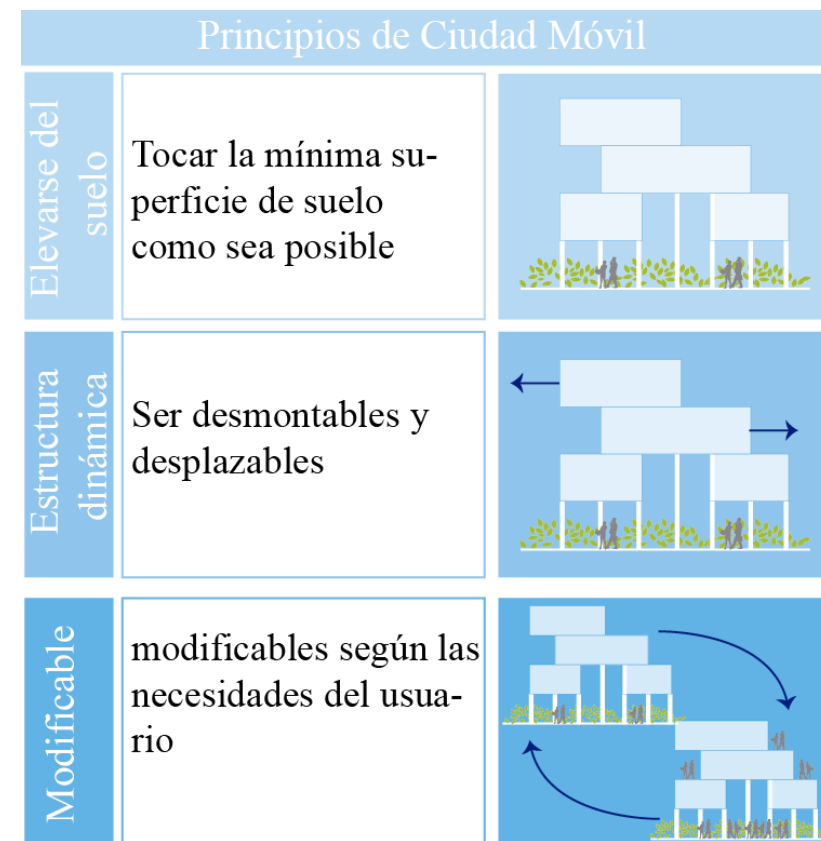 Principios de Ciudad Móvil
Elevarse del
suelo
Tocar la mínima su-
perficie de suelo
como sea posible
Estructura
dinámica
Ser desmontables y
desplazables
Modificable
modificables según las
necesidades del usua-
rio